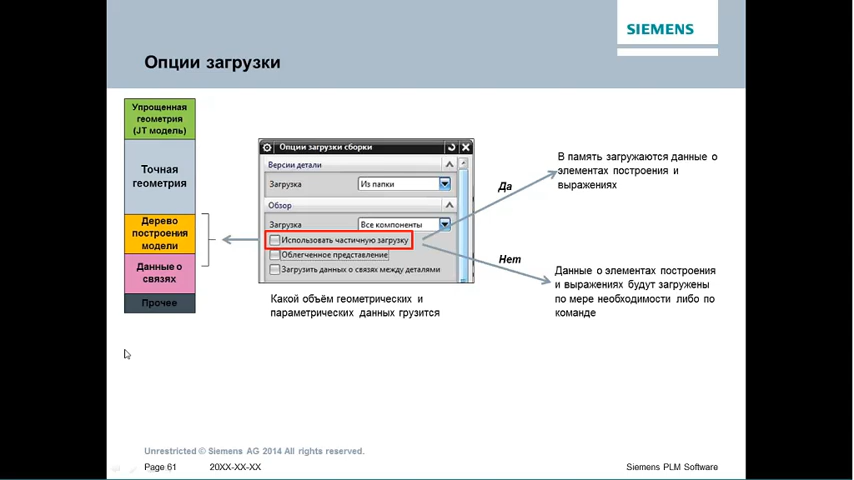 SIEMENS
Опции загрузки
Упрощенная
геометрия
(JT модель)
Точная
геометрия
Дерево
построения
модели
Данные о
связях
Прочее
Опции загрузки сборки
Версии детали
Загрузка
Из папки
Обзор
Загрузка
Все компоненты
Использовать частичную загрузку
Облегченное представление
Загрузить данные о связях между деталями
Какой объём геометрических и
параметрических данных грузится
Да
В память загружаются данные о
элементах построения и
выражениях
Нет
Данные о элементах построения
и выражениях будут загружены
по мере необходимости либо по
команде
Unrestricted © Siemens AG 2014 All rights reserved.
Page 61
20XX-XX-XX
Siemens PLM Software